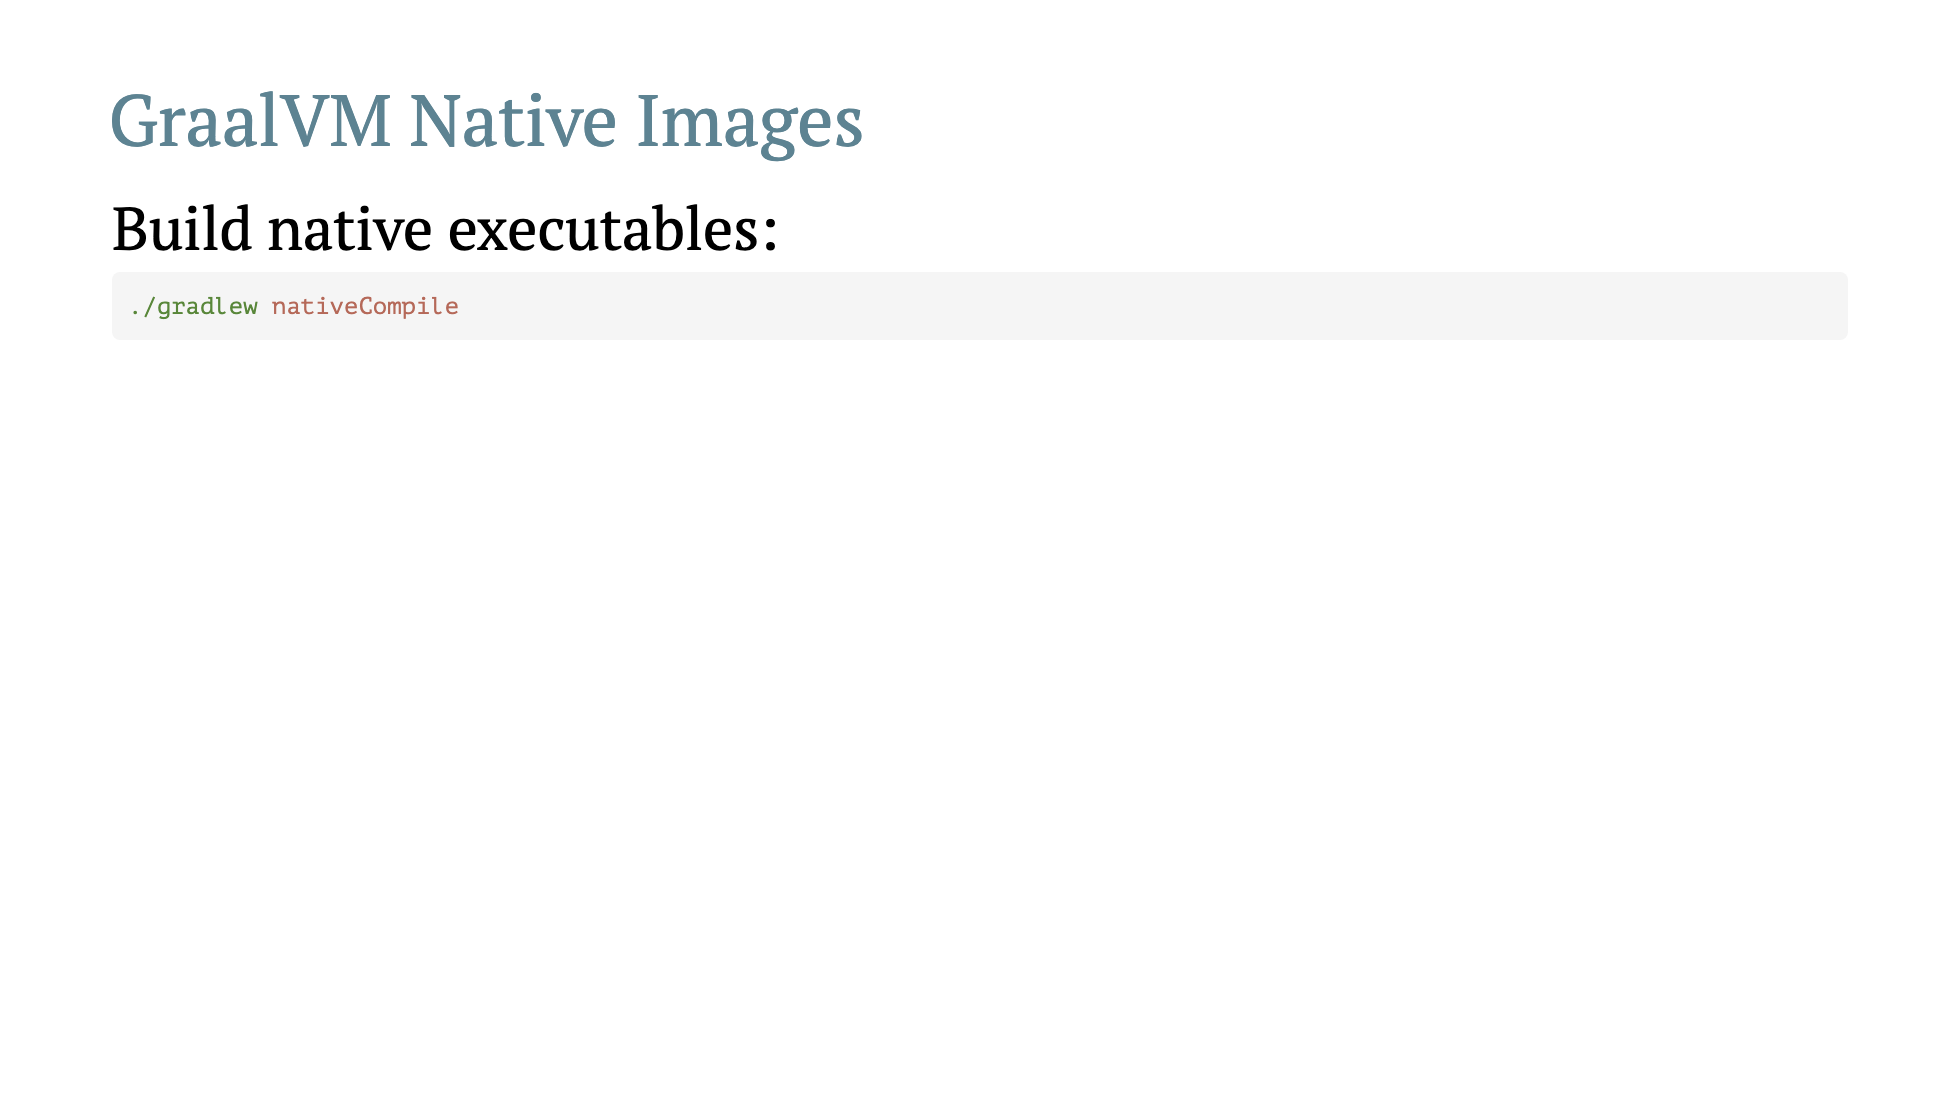 GraalVM Native Images
Build native executables:
./gradlew nativeCompile